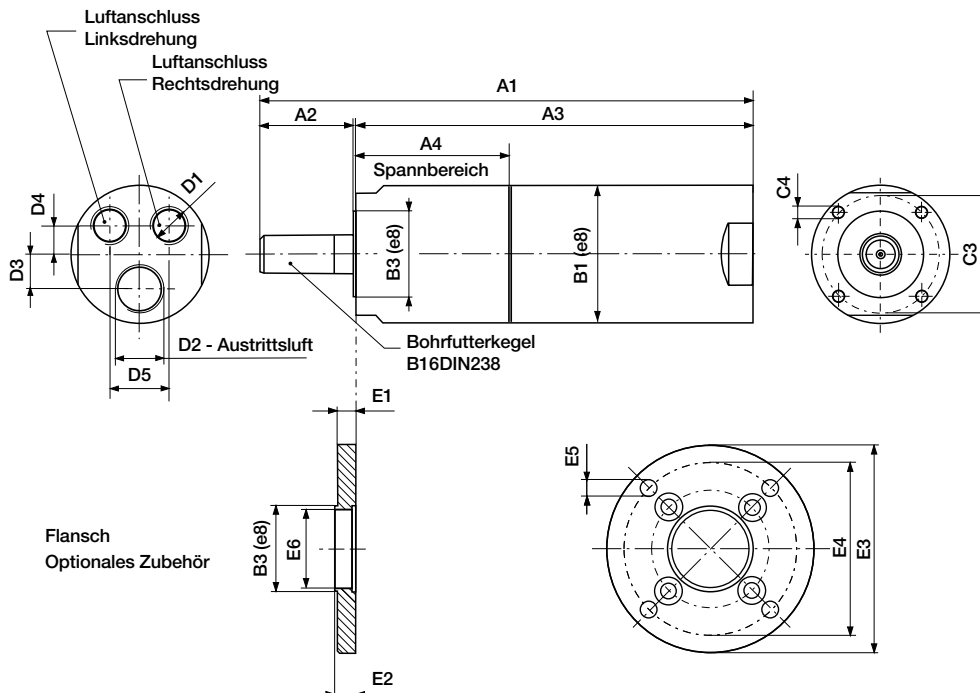 Luftanschluss
Linksdrehung
Luftanschluss
Rechtsdrehung
A1
A2
A3
A4
Spannbereich
D4
D1
D3
B3 (e8)
B1 (e8)
C4
C3
D2 - Austrittsluft
D5
Bohrfutterkegel
B16DIN238
E1
E5
Flansch
Optionales Zubehör
B3 (e8)
E6
E4
E3
E2